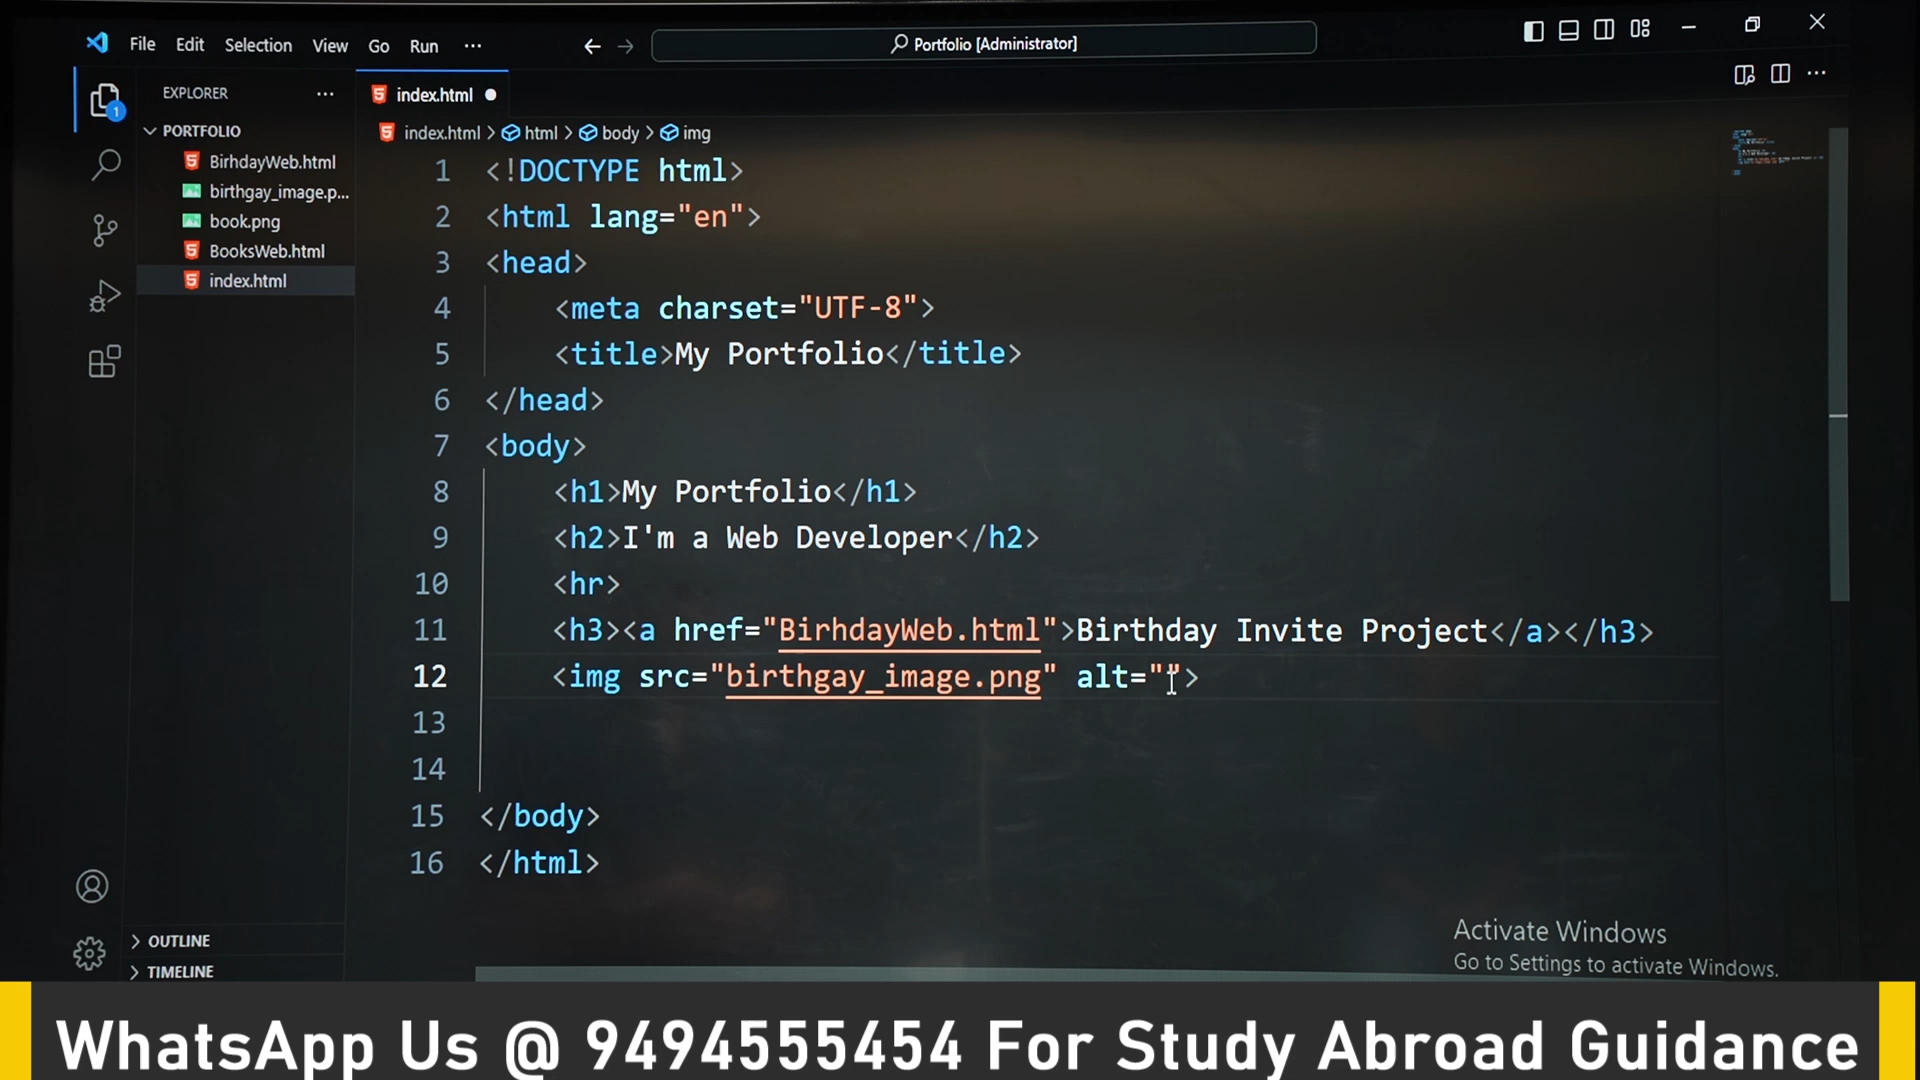 File Edit Selection View Go Run ···
Portfolio [Administrator]
EXPLORER ···
PORTFOLIO
BirhdayWeb.html
birthgay_image.p...
book.png
BooksWeb.html
index.html
OUTLINE
TIMELINE
1
index.html
index.html > html > body > img
1 <!DOCTYPE html>
2 <html lang="en">
3 <head>
4 <meta charset="UTF-8">
5 <title>My Portfolio</title>
6 </head>
7 <body>
8 <h1>My Portfolio</h1>
9 <h2>I'm a Web Developer</h2>
10 <hr>
11 <h3><a href="BirhdayWeb.html">Birthday Invite Project</a></h3>
12 <img src="birthgay_image.png" alt="">
13
14
15 </body>
16 </html>
Activate Windows
Go to Settings to activate Windows.
WhatsApp Us @ 9494555454 For Study Abroad Guidance